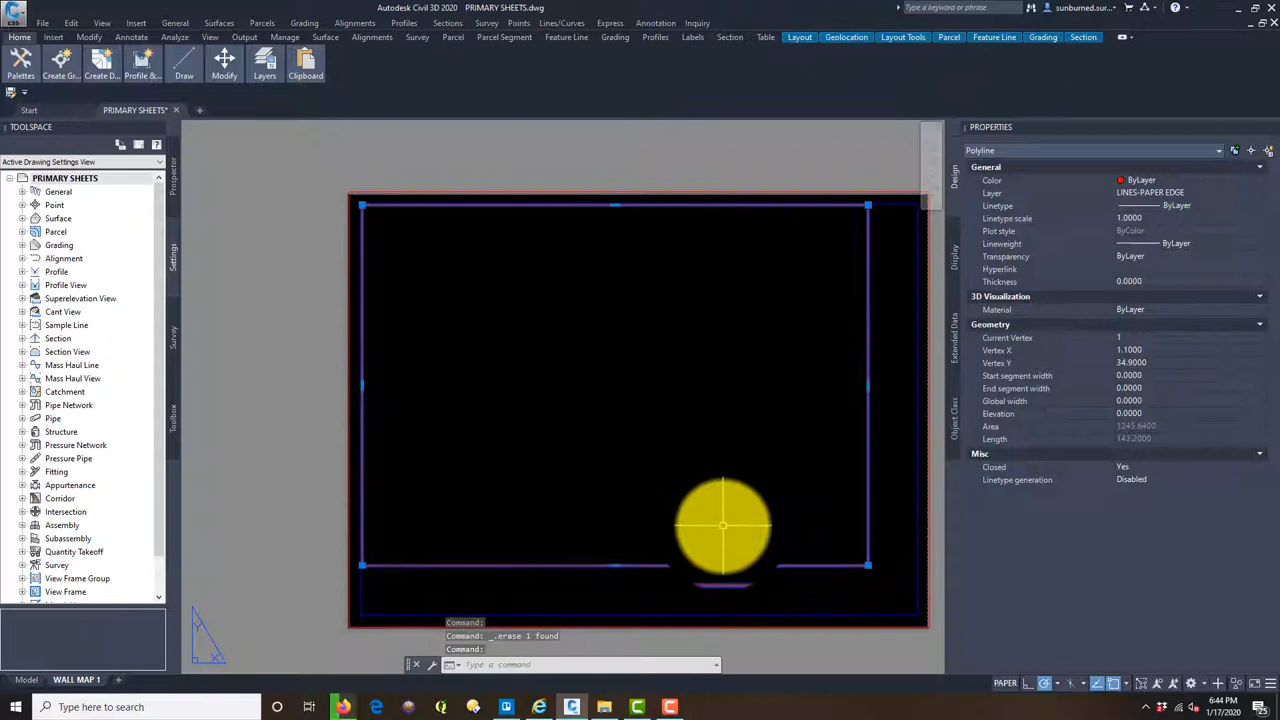 Autodesk Civil 3D 2020 PRIMARY SHEETS.dwg
Type a keyword or phrase
sunburned.sur...
File Edit View Insert General Surfaces Parcels Grading Alignments Profiles Sections Survey Points Lines/Curves Express Annotation Inquiry
Home Insert Modify Annotate Analyze View Output Manage Surface Alignments Survey Parcel Parcel Segment Feature Line Grading Profiles Labels Section Table Layout Geolocation Layout Tools Parcel Feature Line Grading Section
C3D
Palettes Create Gr... Create D... Profile &... Draw Modify Layers Clipboard
Start PRIMARY SHEETS*
TOOLSPACE
Active Drawing Settings View
PRIMARY SHEETS
General
Point
Surface
Parcel
Grading
Alignment
Profile
Profile View
Superelevation View
Cant View
Sample Line
Section
Section View
Mass Haul Line
Mass Haul View
Catchment
Pipe Network
Pipe
Structure
Pressure Network
Pressure Pipe
Fitting
Appurtenance
Corridor
Intersection
Assembly
Subassembly
Quantity Takeoff
Survey
View Frame Group
View Frame
Prospector
Settings
Survey
Toolbox
Y
X
Command:
Command: _.erase 1 found
Command:
Type a command
PROPERTIES
Polyline
Design
Display
Extended Data
Object Class
General
Color ByLayer
Layer LINES-PAPER EDGE
Linetype ByLayer
Linetype scale 1.0000
Plot style ByColor
Lineweight ByLayer
Transparency ByLayer
Hyperlink
Thickness 0.0000
3D Visualization
Material ByLayer
Geometry
Current Vertex 1
Vertex X 1.1000
Vertex Y 34.9000
Start segment width 0.0000
End segment width 0.0000
Global width 0.0000
Elevation 0.0000
Area 1245.6400
Length 143.2000
Misc
Closed Yes
Linetype generation Disabled
Model WALL MAP 1
PAPER
Type here to search
6:44 PM
1/17/2020